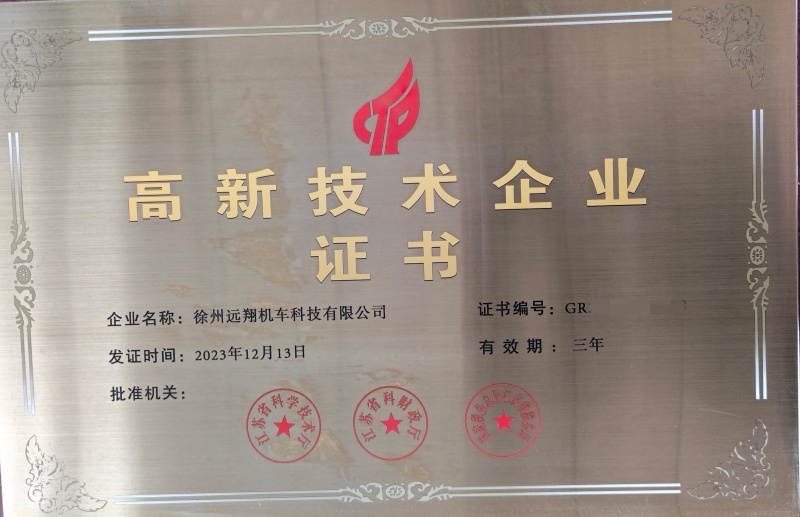 高新技术企业
证书
企业名称：徐州远翔机车科技有限公司
证书编号：GR
发证时间：2023年12月13日
有效期：三年
批准机关：
江苏省科学技术厅
江苏省科财政厅